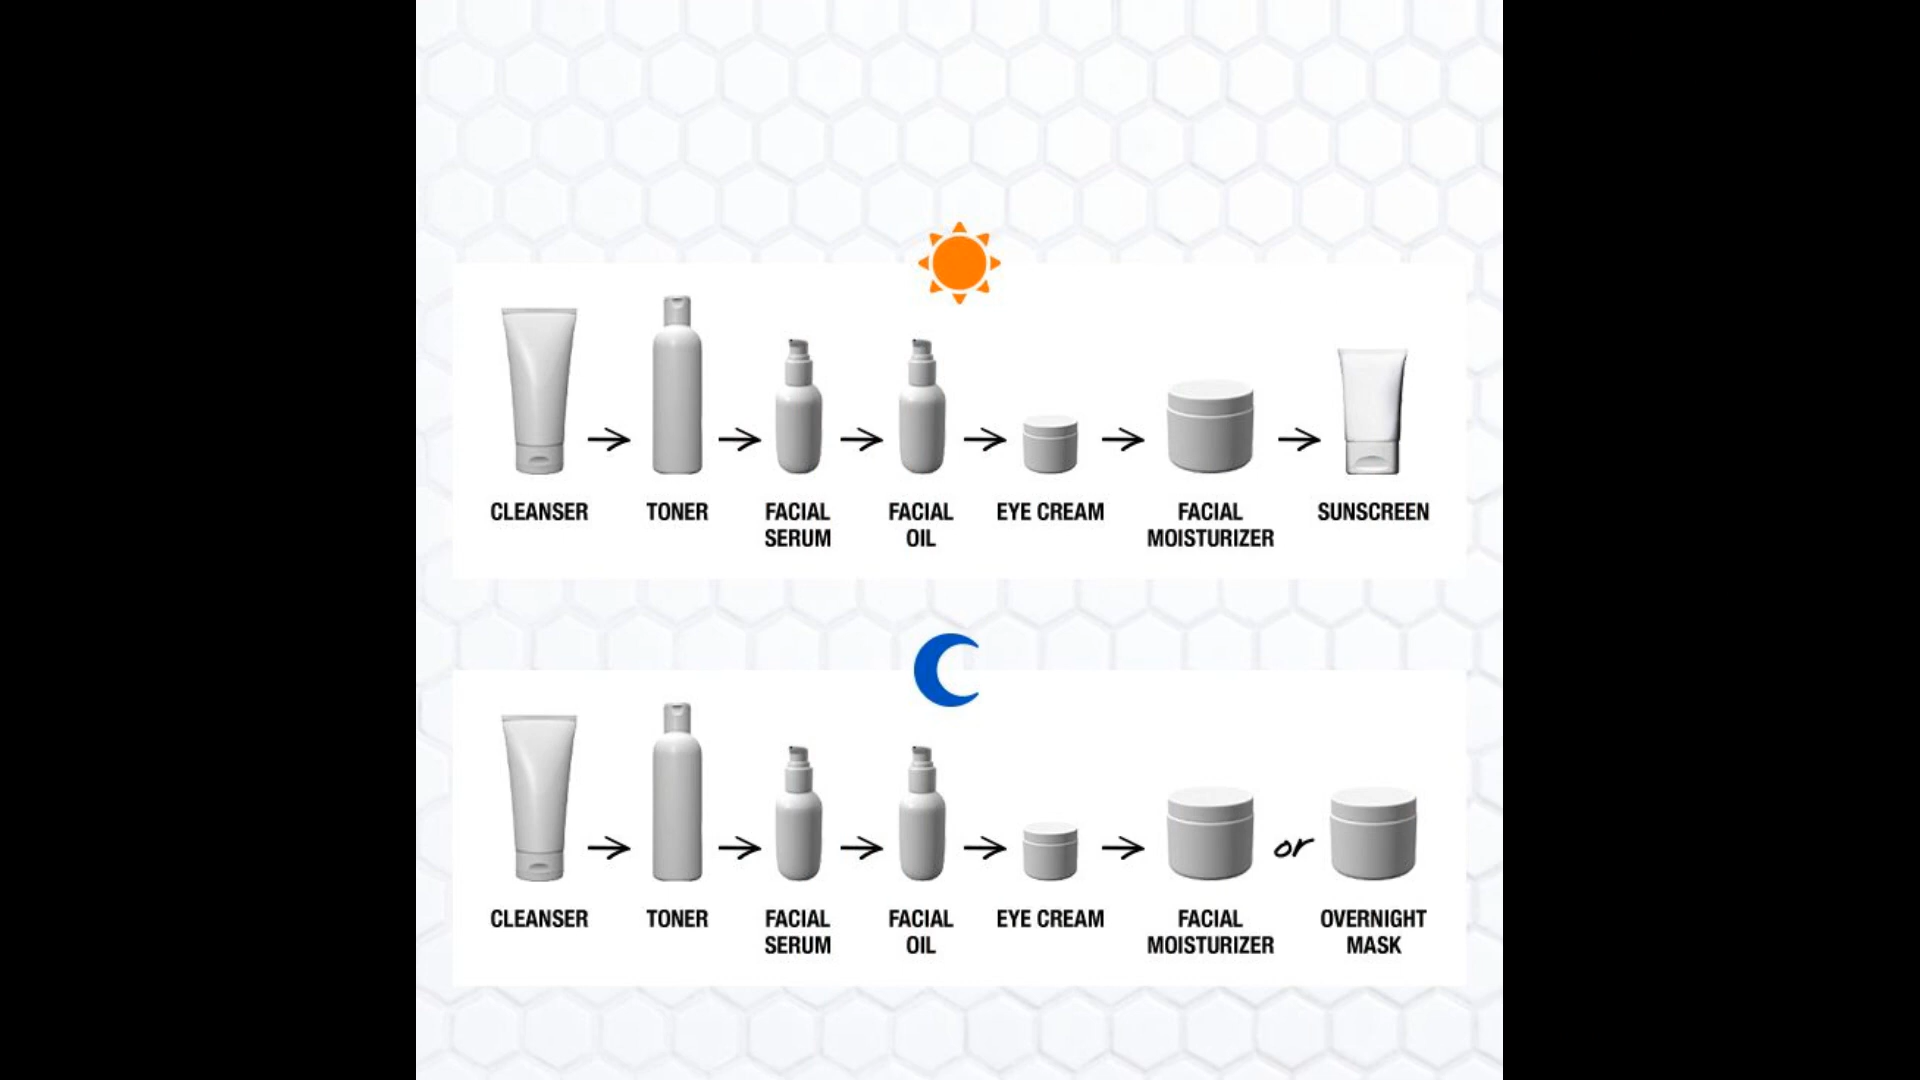 CLEANSER
TONER
FACIAL
SERUM
FACIAL
OIL
EYE CREAM
FACIAL
MOISTURIZER
SUNSCREEN
CLEANSER
TONER
FACIAL
SERUM
FACIAL
OIL
EYE CREAM
FACIAL
MOISTURIZER
or
OVERNIGHT
MASK